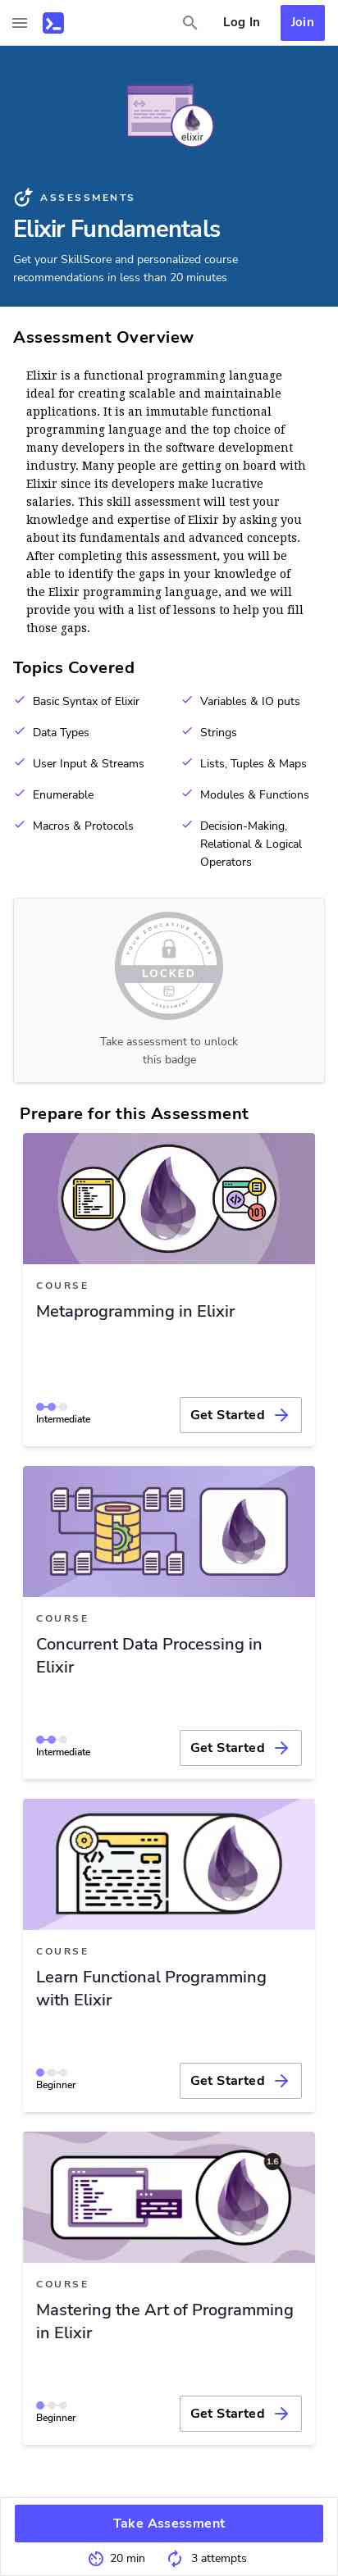 Log In
Join
elixir
ASSESSMENTS
Elixir Fundamentals
Get your SkillScore and personalized course
recommendations in less than 20 minutes
Assessment Overview
Elixir is a functional programming language
ideal for creating scalable and maintainable
applications. It is an immutable functional
programming language and the top choice of
many developers in the software development
industry. Many people are getting on board with
Elixir since its developers make lucrative
salaries. This skill assessment will test your
knowledge and expertise of Elixir by asking you
about its fundamentals and advanced concepts.
After completing this assessment, you will be
able to identify the gaps in your knowledge of
the Elixir programming language, and we will
provide you with a list of lessons to help you fill
those gaps.
Topics Covered
Basic Syntax of Elixir
Variables & IO puts
Data Types
Strings
User Input & Streams
Lists, Tuples & Maps
Enumerable
Modules & Functions
Macros & Protocols
Decision-Making,
Relational & Logical
Operators
YOUR EDUCATIVE BADGE
LOCKED
ASSESSMENT
Take assessment to unlock
this badge
Prepare for this Assessment
101
COURSE
Metaprogramming in Elixir
Intermediate
Get Started
COURSE
Concurrent Data Processing in
Elixir
Intermediate
Get Started
COURSE
Learn Functional Programming
with Elixir
Beginner
Get Started
1.6
COURSE
Mastering the Art of Programming
in Elixir
Beginner
Get Started
Take Assessment
20 min
3 attempts